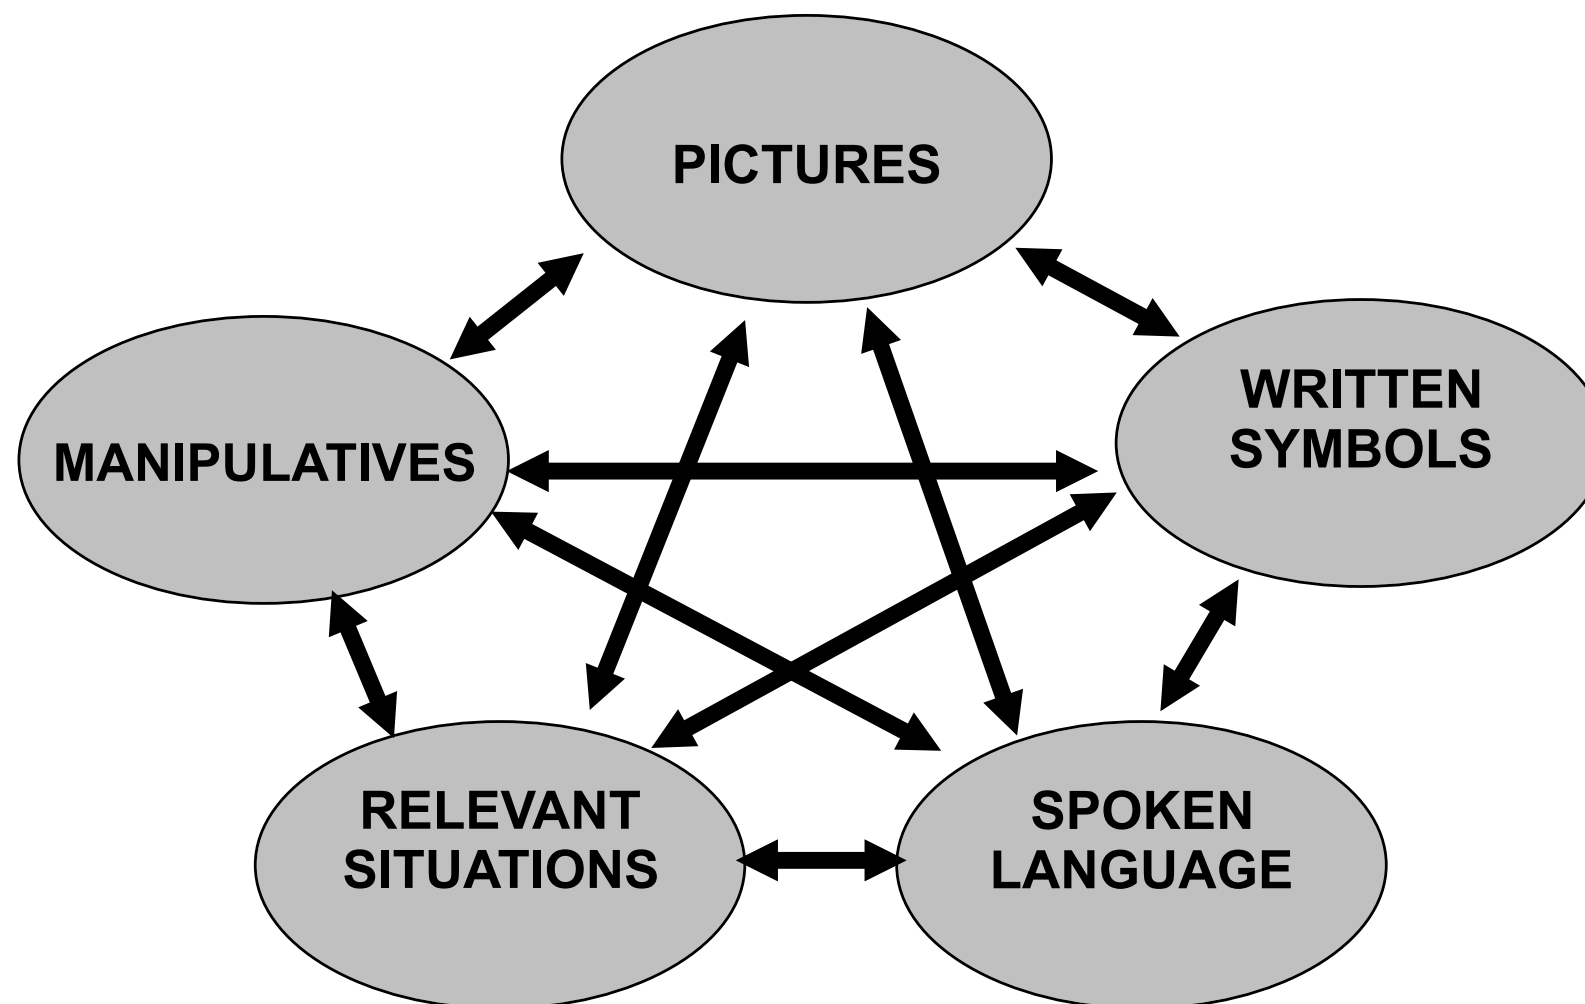 PICTURES
WRITTEN
SYMBOLS
MANIPULATIVES
RELEVANT
SITUATIONS
SPOKEN
LANGUAGE